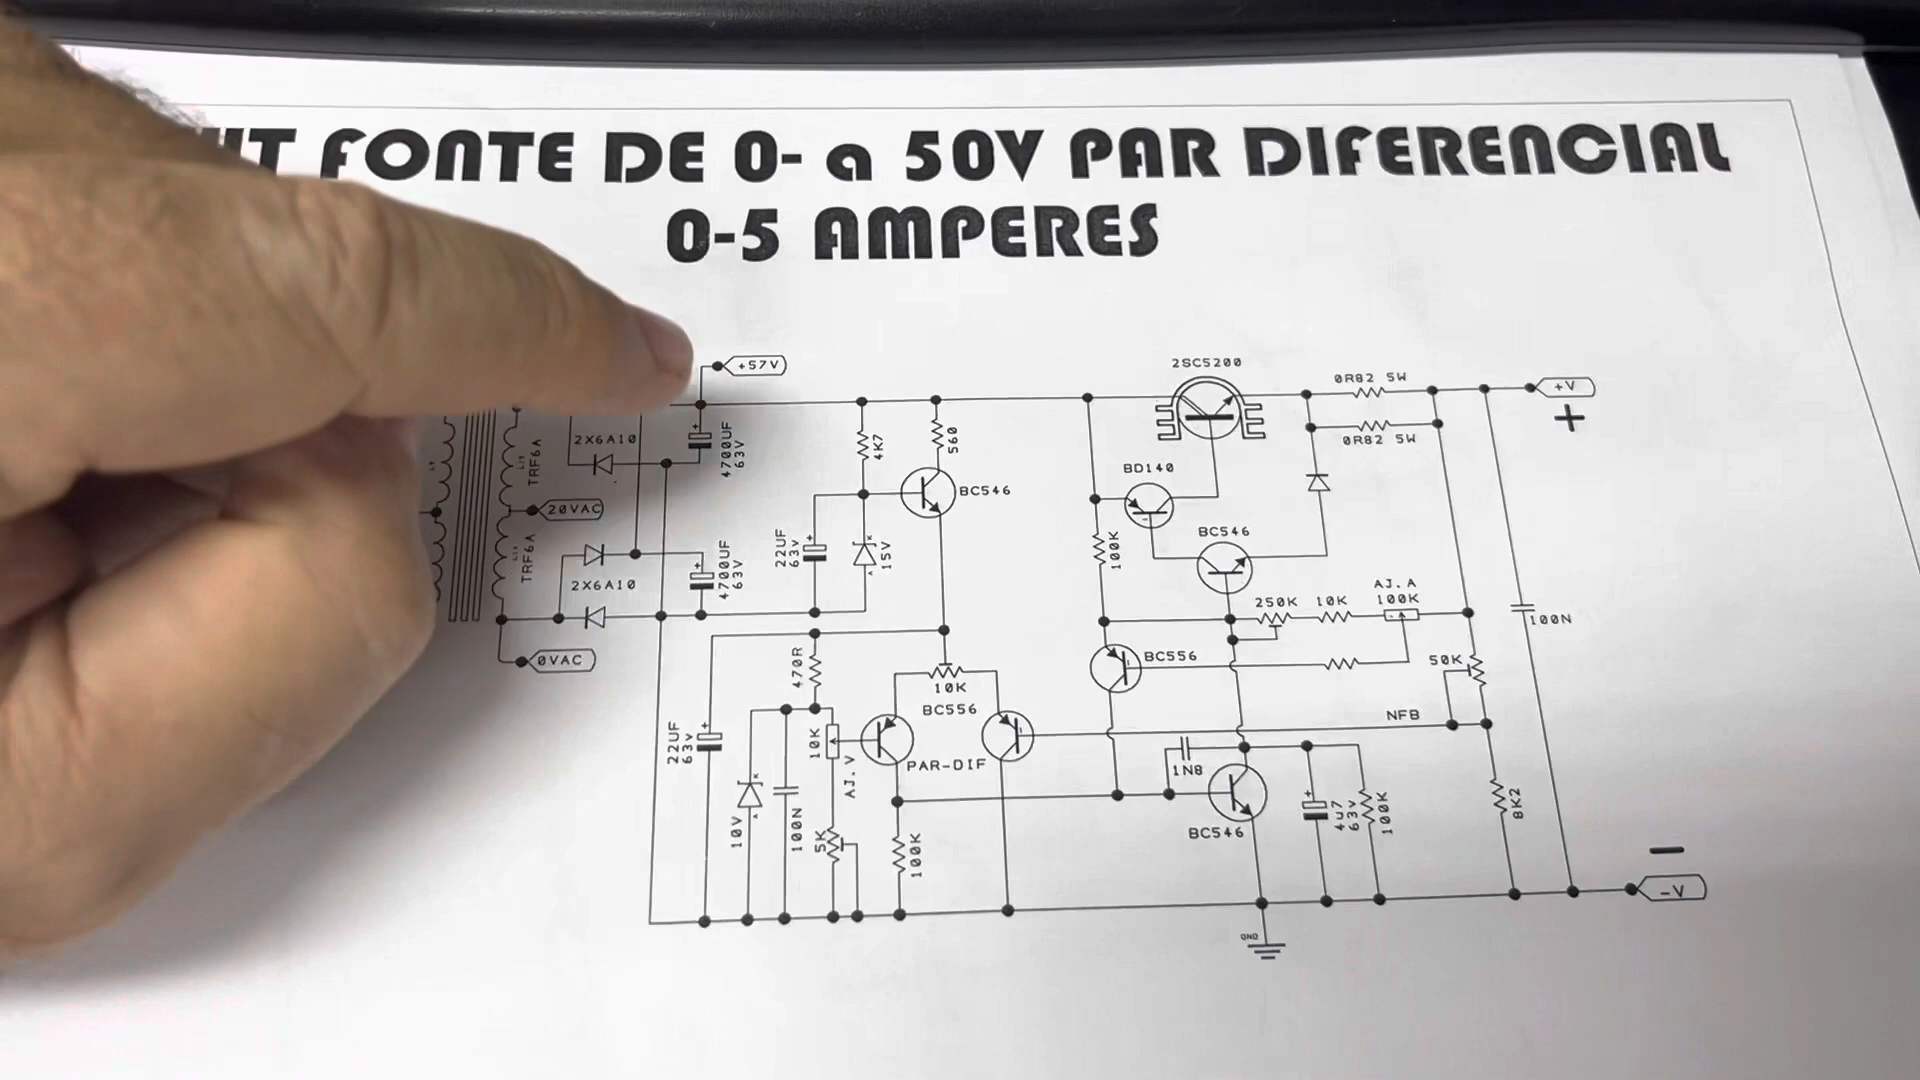 IT FONTE DE 0- a 50V PAR DIFERENCIAL
0-5 AMPERES
+57V
2SC5200
0R82 5W
+V
+
0R82 5W
2X6A10
4700UF
63V
4K7
560
BC546
BD140
TRF6A
20VAC
BC546
100K
22UF
63V
15V
TRF6A
2X6A10
4700UF
63V
AJ.A
250K
10K
100K
100N
0VAC
470R
10K
BC556
BC556
50K
NFB
22UF
63V
10K
AJ.V
PAR-DIF
1N8
BC546
4U7
63V
100K
8K2
10V
100N
5K
100K
-
-V
GND